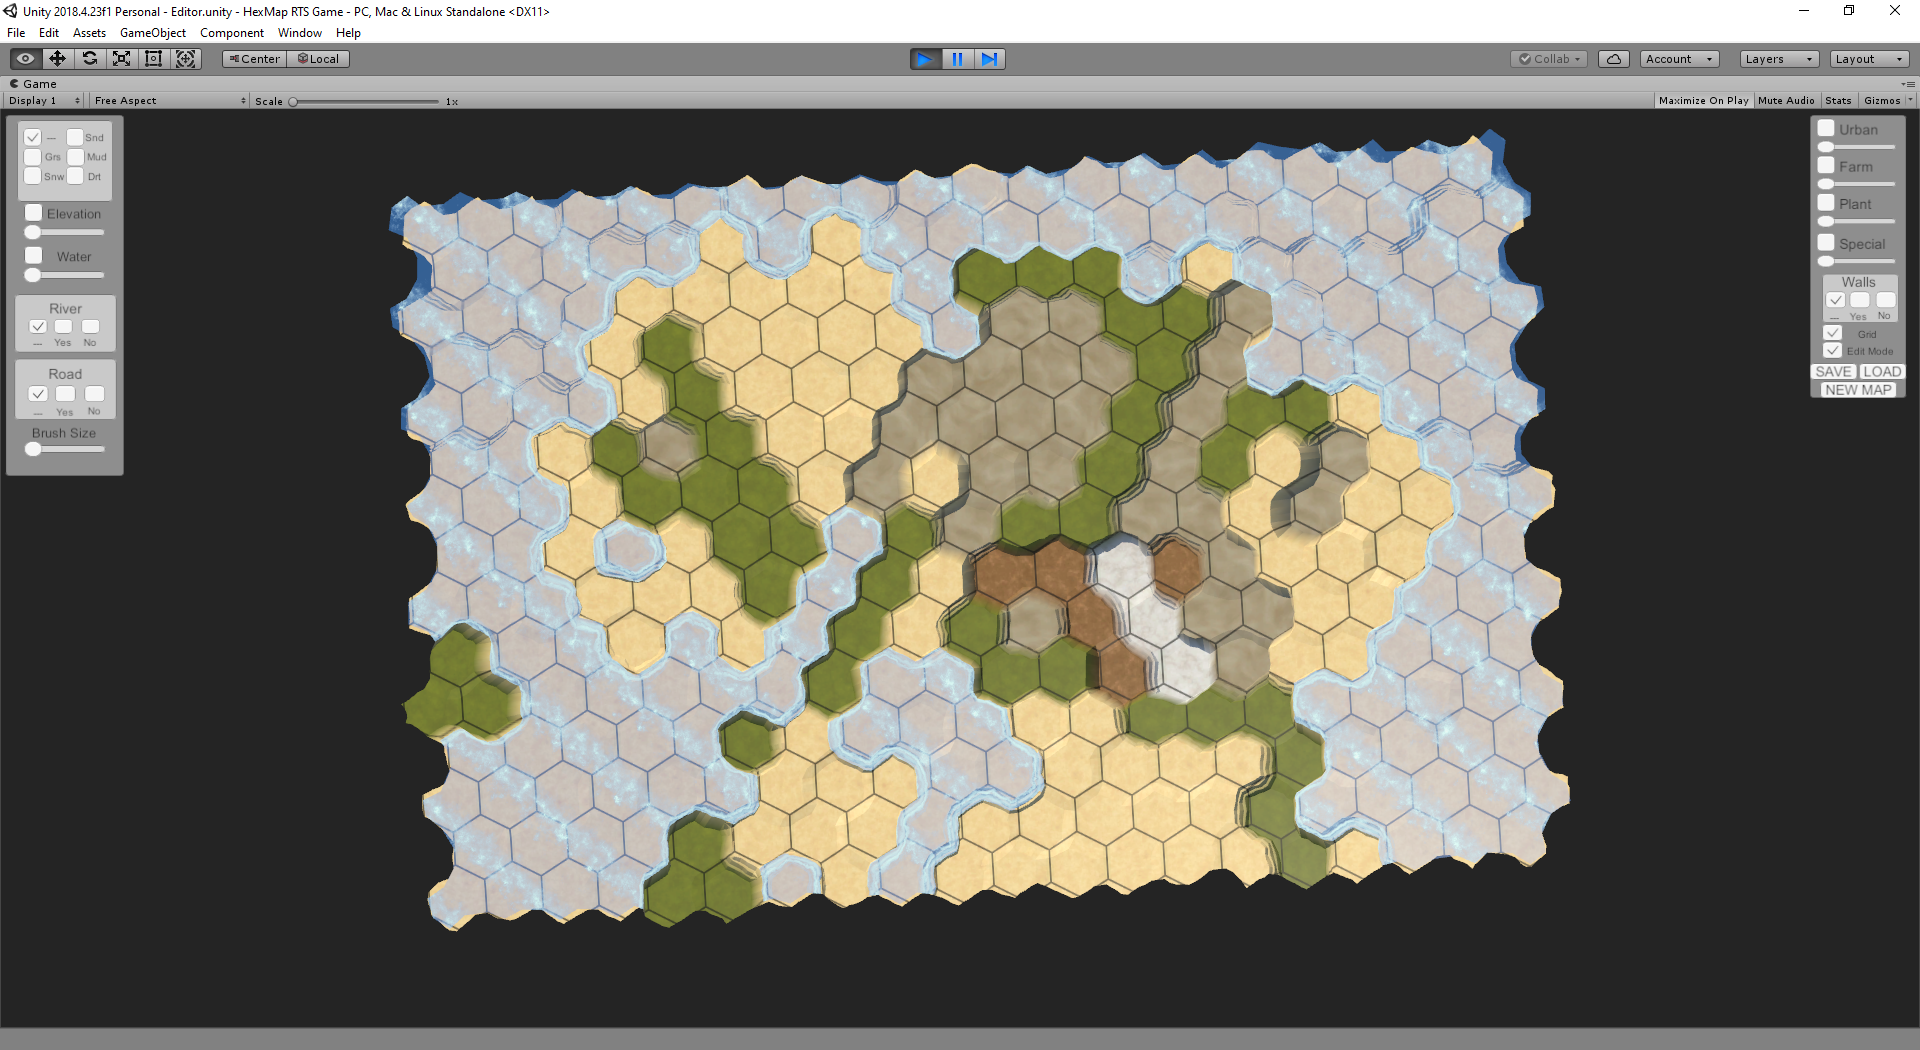 Unity 2018.4.23f1 Personal - Editor.unity - HexMap RTS Game - PC, Mac & Linux Standalone <DX11>
File Edit Assets GameObject Component Window Help
Center Local Collab Account Layers Layout
Game
Display 1 Free Aspect Scale 1x Maximize On Play Mute Audio Stats Gizmos
--- Snd
Grs Mud
Snw Drt
Elevation
Water
River
--- Yes No
Road
--- Yes No
Brush Size
Urban
Farm
Plant
Special
Walls
--- Yes No
Grid
Edit Mode
SAVE LOAD
NEW MAP